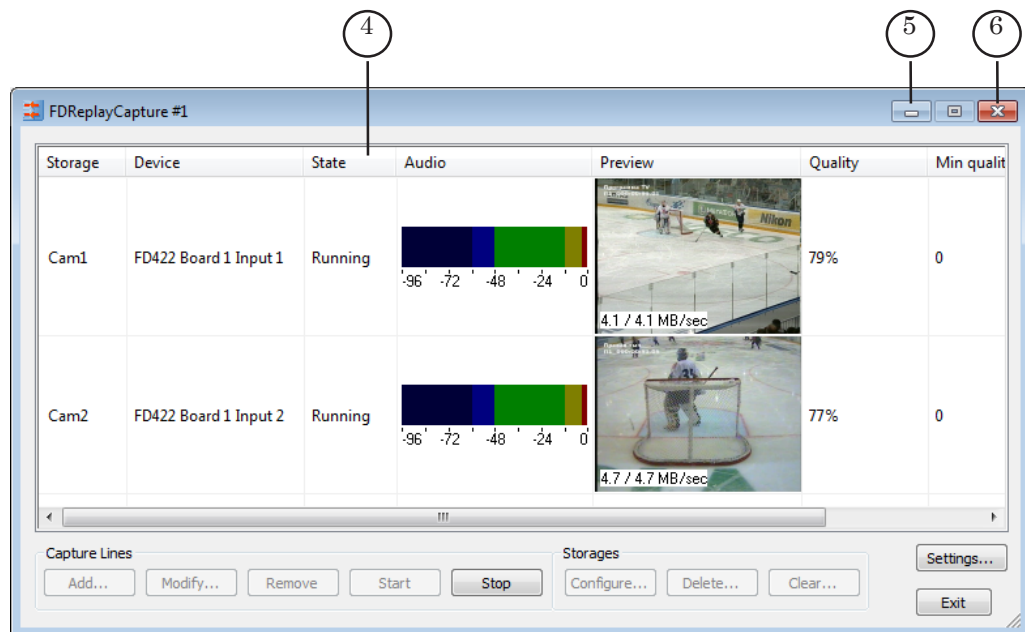 4 5 6
FDReplayCapture #1
Storage Device State Audio Preview Quality Min qualit
Nikon
Cam1 FD422 Board 1 Input 1 Running 79% 0
-96 -72 -48 -24 0
4.1 / 4.1 MB/sec
35
Cam2 FD422 Board 1 Input 2 Running 77% 0
-96 -72 -48 -24 0
4.7 / 4.7 MB/sec
Capture Lines Storages
Settings...
Add... Modify... Remove Start Stop Configure... Delete... Clear...
Exit